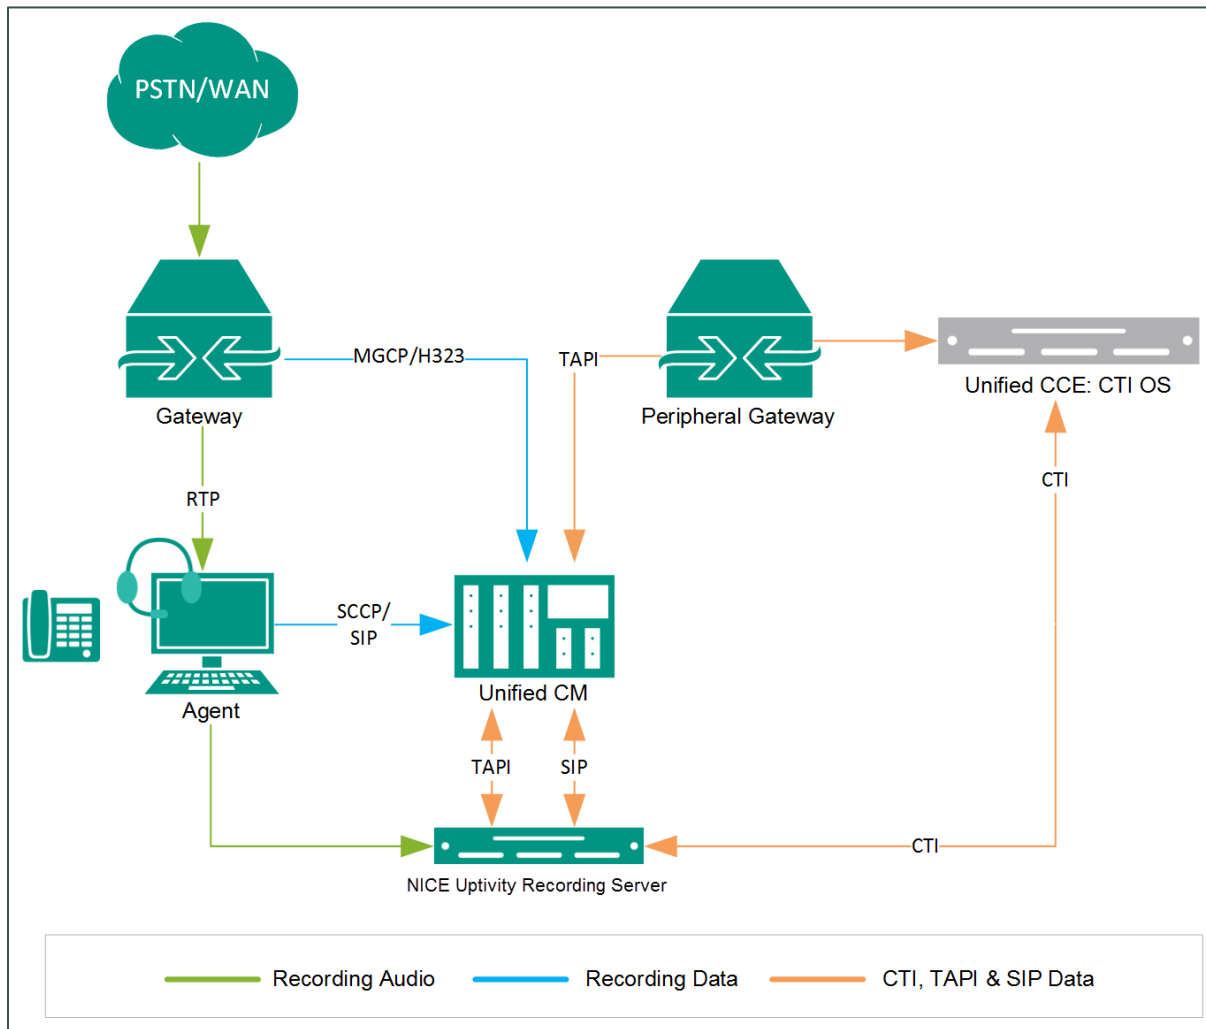 PSTN/WAN
MGCP/H323
TAPI
Gateway
Peripheral Gateway
Unified CCE: CTI OS
RTP
CTI
SCCP/
SIP
Agent
Unified CM
TAPI
SIP
CTI
NICE Uptivity Recording Server
Recording Audio
Recording Data
CTI, TAPI & SIP Data